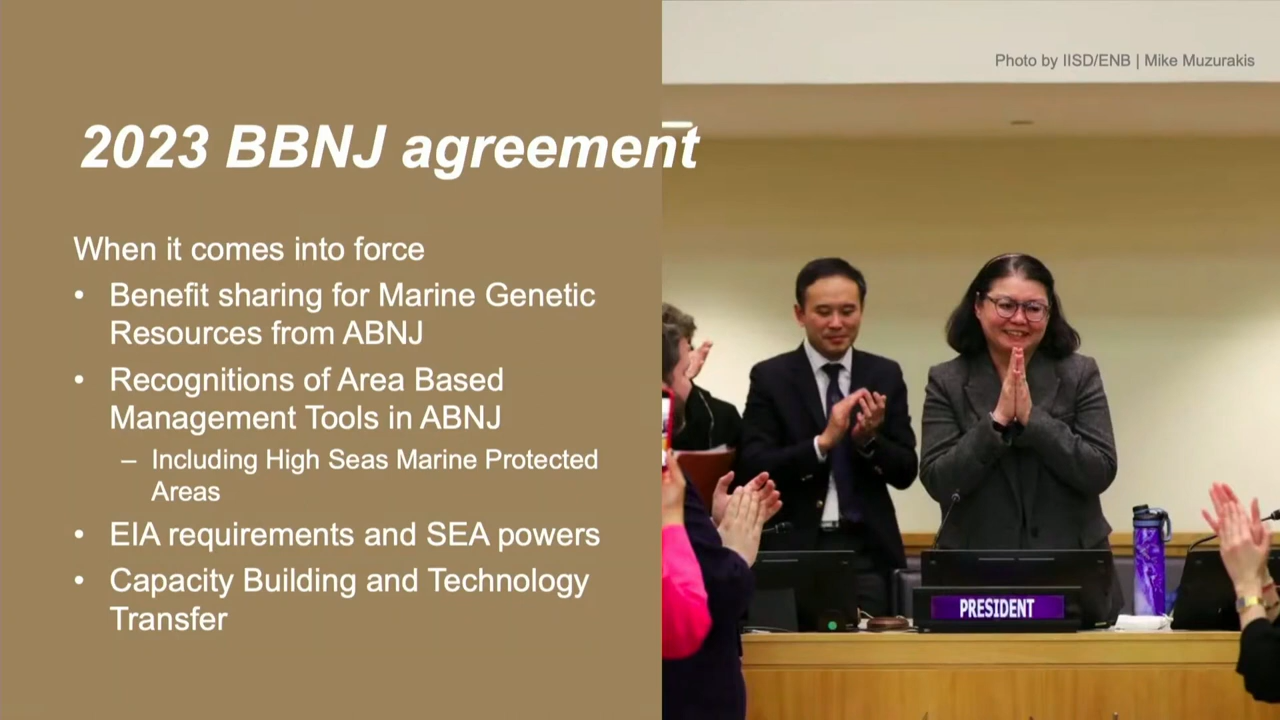 Photo by IISD/ENB | Mike Muzurakis
2023 BBNJ agreement
When it comes into force
• Benefit sharing for Marine Genetic
Resources from ABNJ
• Recognitions of Area Based
Management Tools in ABNJ
– Including High Seas Marine Protected
Areas
• EIA requirements and SEA powers
• Capacity Building and Technology
Transfer
PRESIDENT